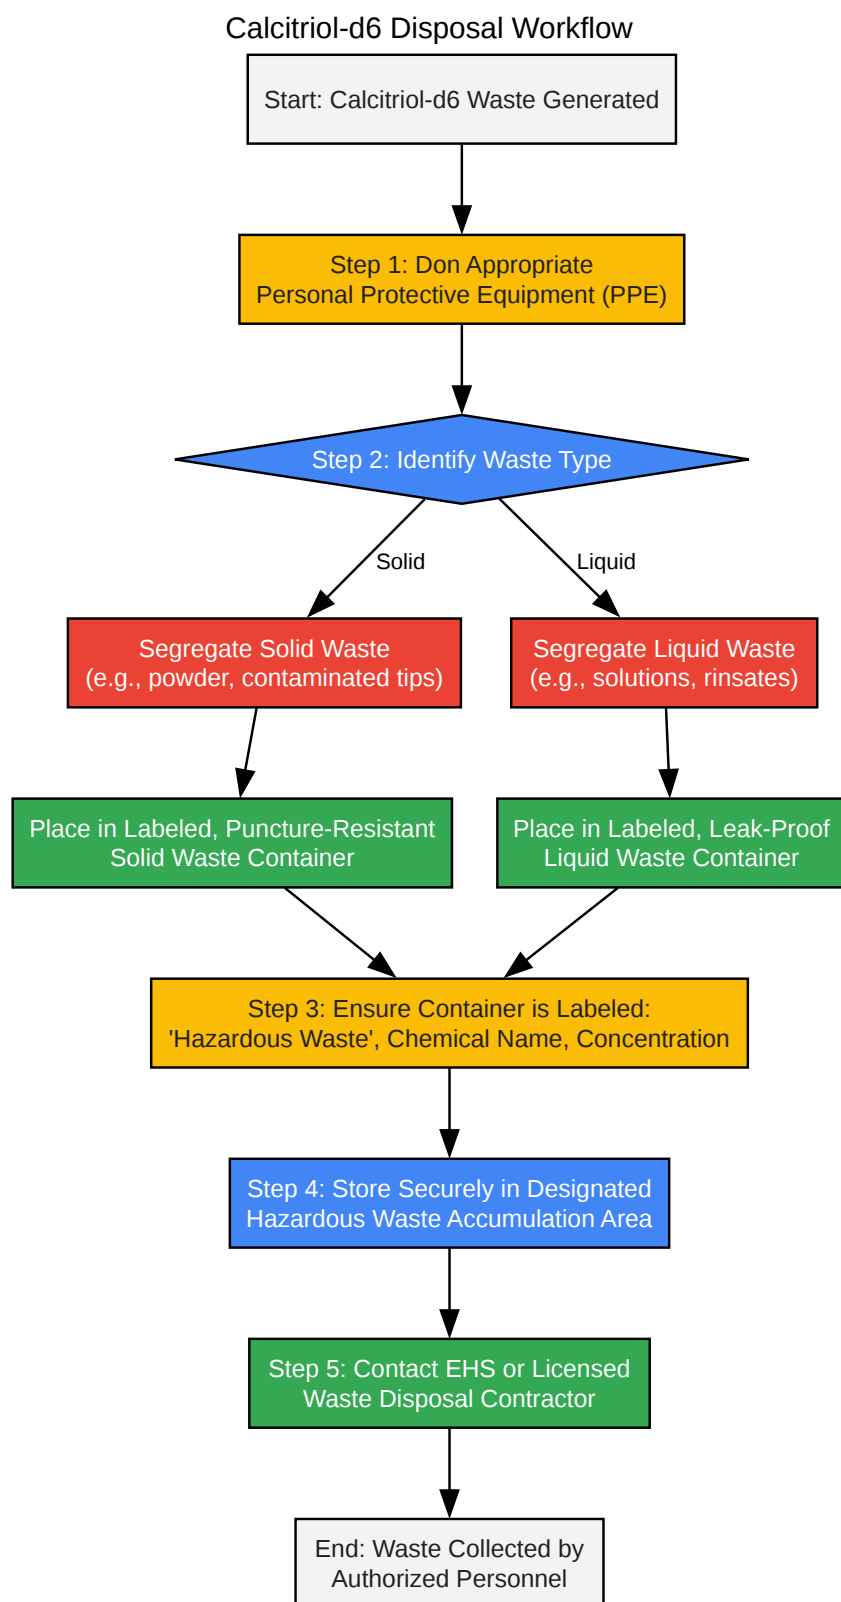 Calcitriol-d6 Disposal Workflow
Start: Calcitriol-d6 Waste Generated
Step 1: Don Appropriate
Personal Protective Equipment (PPE)
Step 2: Identify Waste Type
Solid
Liquid
Segregate Solid Waste
(e.g., powder, contaminated tips)
Segregate Liquid Waste
(e.g., solutions, rinsates)
Place in Labeled, Puncture-Resistant
Solid Waste Container
Place in Labeled, Leak-Proof
Liquid Waste Container
Step 3: Ensure Container is Labeled:
'Hazardous Waste', Chemical Name, Concentration
Step 4: Store Securely in Designated
Hazardous Waste Accumulation Area
Step 5: Contact EHS or Licensed
Waste Disposal Contractor
End: Waste Collected by
Authorized Personnel